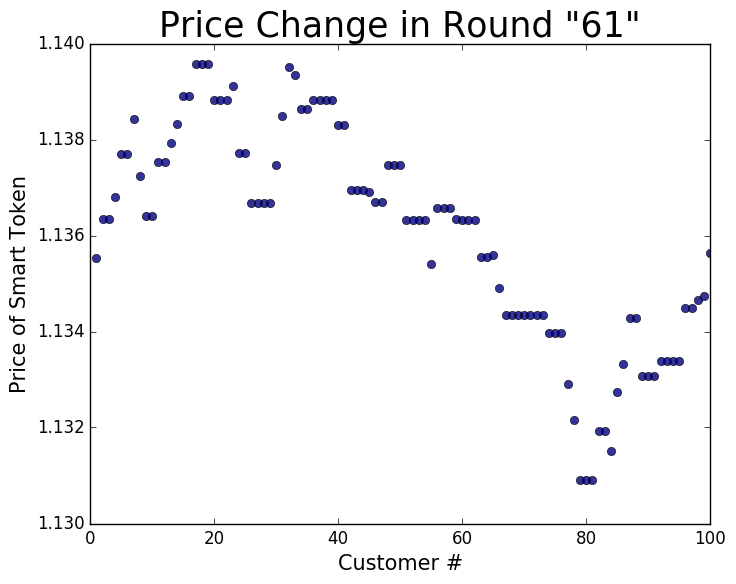 Price Change in Round "61"
1.140
1.138
1.136
1.134
1.132
1.130
Price of Smart Token
0 20 40 60 80 100
Customer #